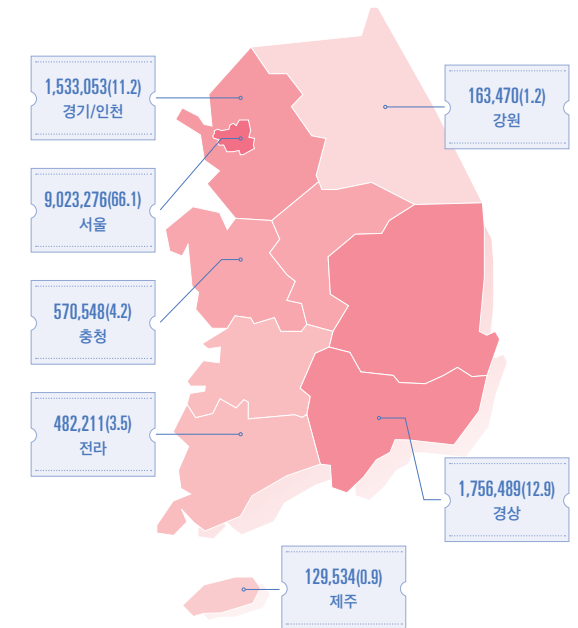 1,533,053(11.2)
경기/인천
163,470(1.2)
강원
9,023,276(66.1)
서울
570,548(4.2)
충청
482,211(3.5)
전라
1,756,489(12.9)
경상
129,534(0.9)
제주